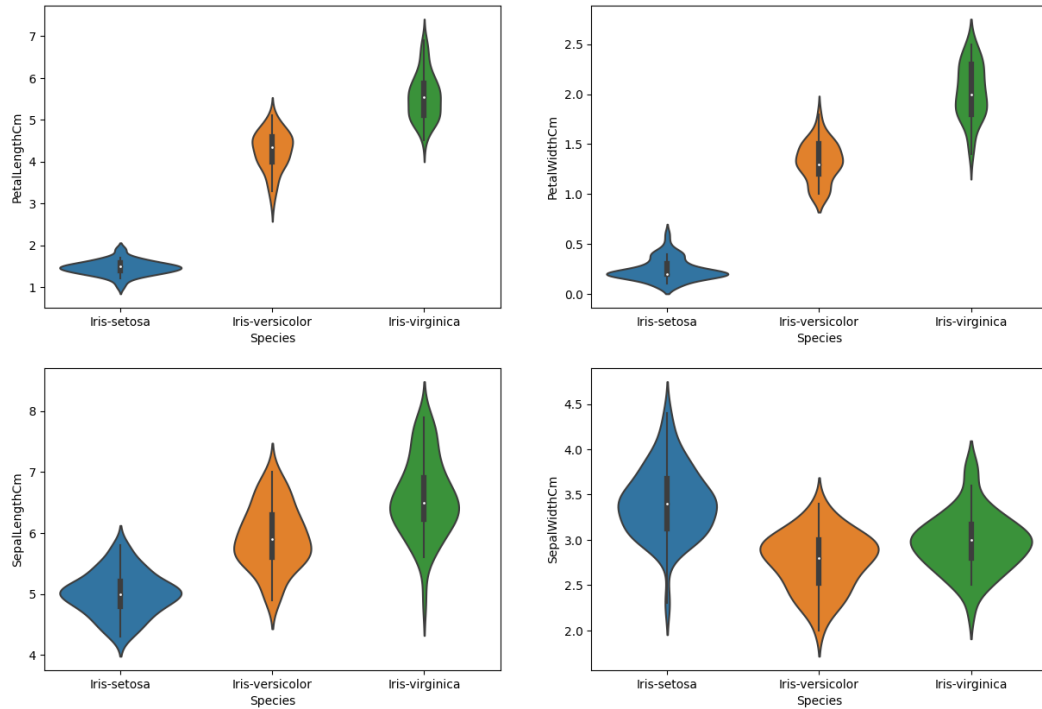 PetalLengthCm
7
6
5
4
3
2
1
Iris-setosa Iris-versicolor Iris-virginica
Species
PetalWidthCm
2.5
2.0
1.5
1.0
0.5
0.0
Iris-setosa Iris-versicolor Iris-virginica
Species
SepalLengthCm
8
7
6
5
4
Iris-setosa Iris-versicolor Iris-virginica
Species
SepalWidthCm
4.5
4.0
3.5
3.0
2.5
2.0
Iris-setosa Iris-versicolor Iris-virginica
Species